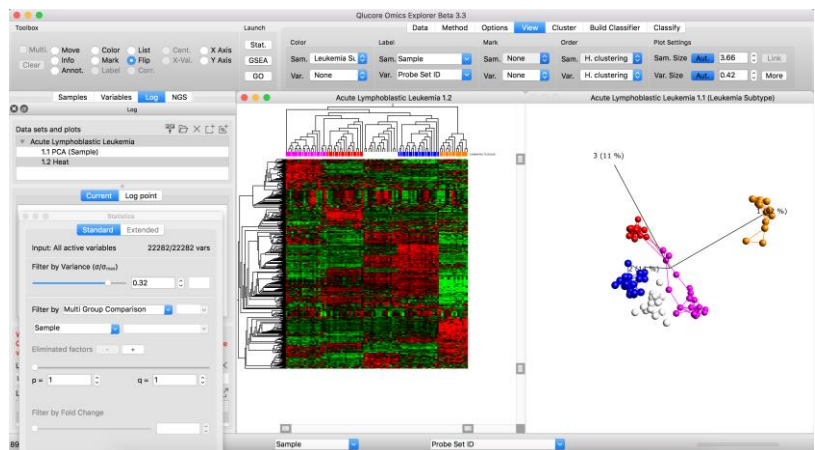 Qlucore Omics Explorer Beta 3.3
Toolbox
Launch
Data Method Options View Cluster Build Classifier Classify
Multi. Move Color List Cent. X Axis
Info Mark Flip X-Val. Y Axis
Clear Annot. Label Corr.
Stat.
GSEA
GO
Color Label Mark Order Plot Settings
Sam. Leukemia Su Sam. Sample Sam. None Sam. H. clustering Sam. Size Aut. 3.66 Link
Var. None Var. Probe Set ID Var. None Var. H. clustering Var. Size Aut. 0.42 More
Samples Variables Log NGS
Log
Data sets and plots
Acute Lymphoblastic Leukemia
1.1 PCA (Sample)
1.2 Heat
Current Log point
Statistics
Standard Extended
Input: All active variables 22282/22282 vars
Filter by Variance (σ/σmax)
0.32
Filter by Multi Group Comparison
Sample
Eliminated factors - +
p = 1 q = 1
Filter by Fold Change
Acute Lymphoblastic Leukemia 1.2
Acute Lymphoblastic Leukemia 1.1 (Leukemia Subtype)
3 (11 %)
Sample Probe Set ID